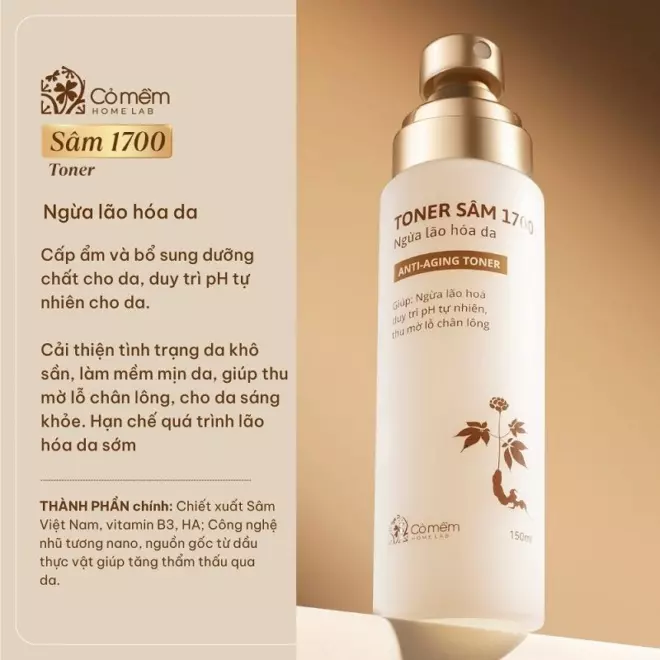 Cỏ mềm
HOME LAB
Sâm 1700
Toner
Ngừa lão hóa da
Cấp ẩm và bổ sung dưỡng
chất cho da, duy trì pH tự
nhiên cho da.
Cải thiện tình trạng da khô
sần, làm mềm mịn da, giúp thu
mờ lỗ chân lông, cho da sáng
khỏe. Hạn chế quá trình lão
hóa da sớm
THÀNH PHẦN chính: Chiết xuất Sâm
Việt Nam, vitamin B3, HA; Công nghệ
nhũ tương nano, nguồn gốc từ dầu
thực vật giúp tăng thẩm thấu qua
da.
TONER SÂM 1700
Ngừa lão hóa da
ANTI-AGING TONER
Giúp: Ngừa lão hoá
duy trì pH tự nhiên,
thu mờ lỗ chân lông
Cỏ mềm
HOME LAB
150ml